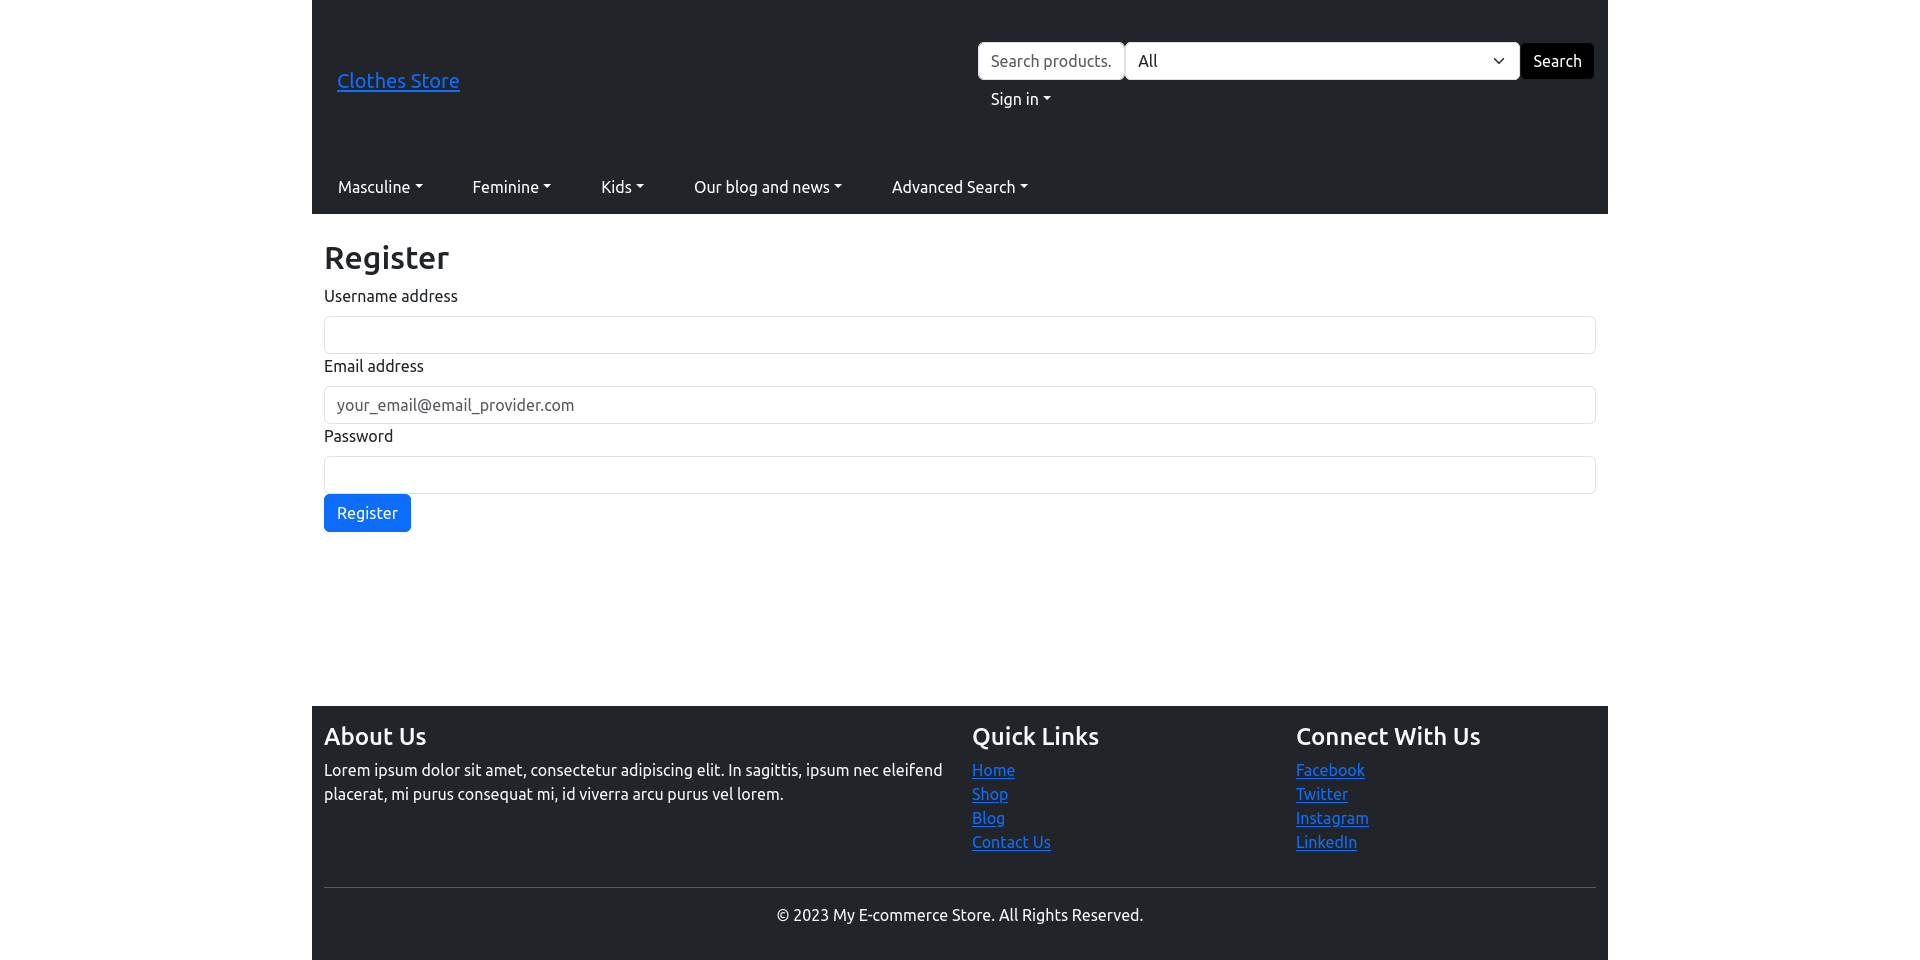 Clothes Store
Search products.
All
Search
Sign in
Masculine
Feminine
Kids
Our blog and news
Advanced Search
Register
Username address
Email address
your_email@email_provider.com
Password
Register
About Us
Lorem ipsum dolor sit amet, consectetur adipiscing elit. In sagittis, ipsum nec eleifend
placerat, mi purus consequat mi, id viverra arcu purus vel lorem.
Quick Links
Home
Shop
Blog
Contact Us
Connect With Us
Facebook
Twitter
Instagram
LinkedIn
© 2023 My E-commerce Store. All Rights Reserved.